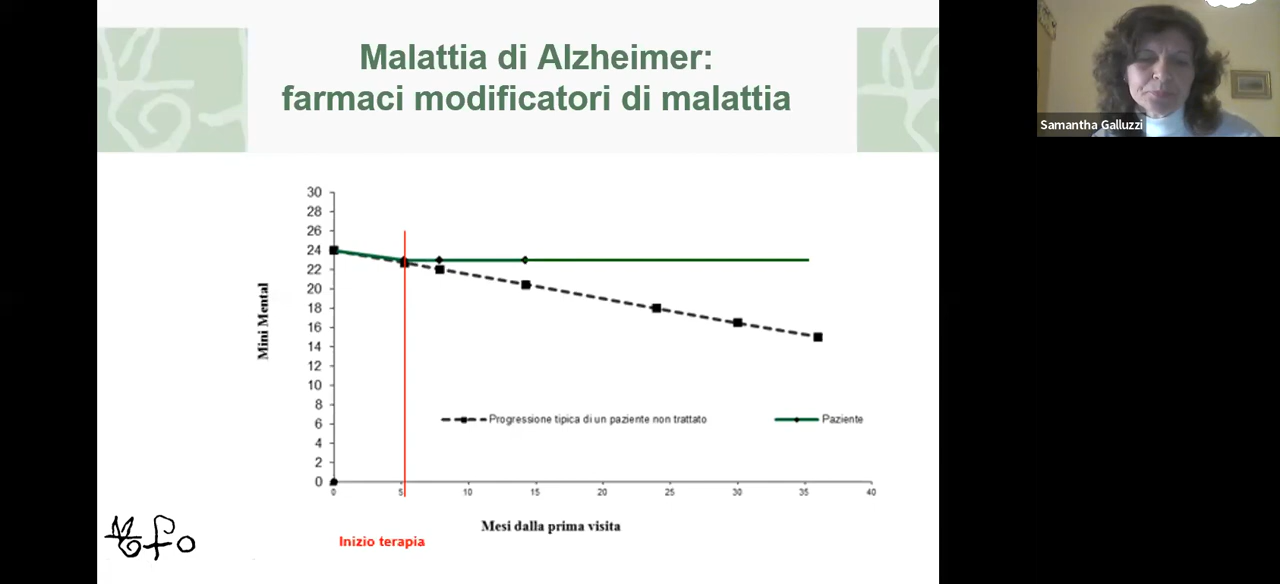 Malattia di Alzheimer:
farmaci modificatori di malattia
Samantha Galluzzi
30
28
26
24
22
20
18
16
14
12
10
8
6
4
2
0
Mini Mental
Progressione tipica di un paziente non trattato
Paziente
0 5 10 15 20 25 30 35 40
Mesi dalla prima visita
Inizio terapia